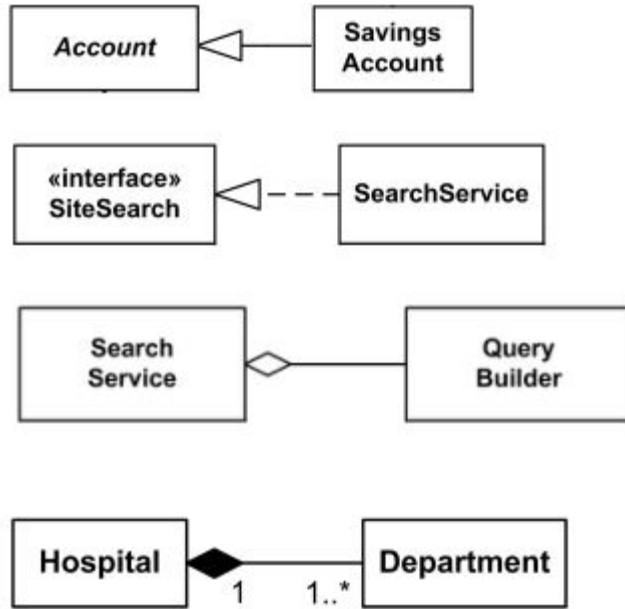 Account
Savings
Account
«interface»
SiteSearch
SearchService
Search
Service
Query
Builder
Hospital
Department
1
1..*